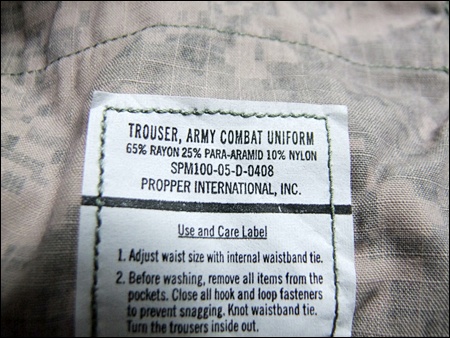 TROUSER, ARMY COMBAT UNIFORM
65% RAYON 25% PARA-ARAMID 10% NYLON
SPM100-05-D-0408
PROPPER INTERNATIONAL, INC.
Use and Care Label
1. Adjust waist size with internal waistband tie.
2. Before washing, remove all items from the
pockets. Close all hook and loop fasteners
to prevent snagging. Knot waistband tie.
Turn the trousers inside out.